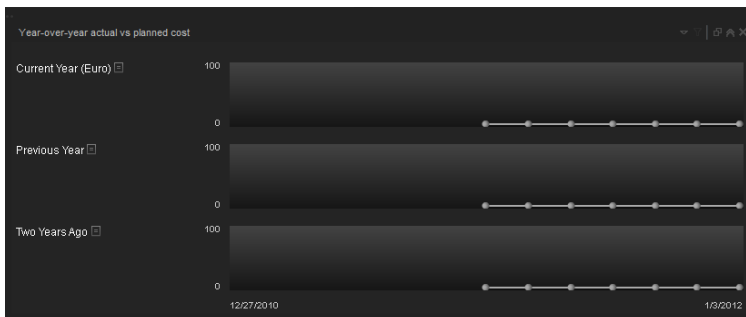 Year-over-year actual vs planned cost
Current Year (Euro)
100
0
Previous Year
100
0
Two Years Ago
100
0
12/27/2010
1/3/2012